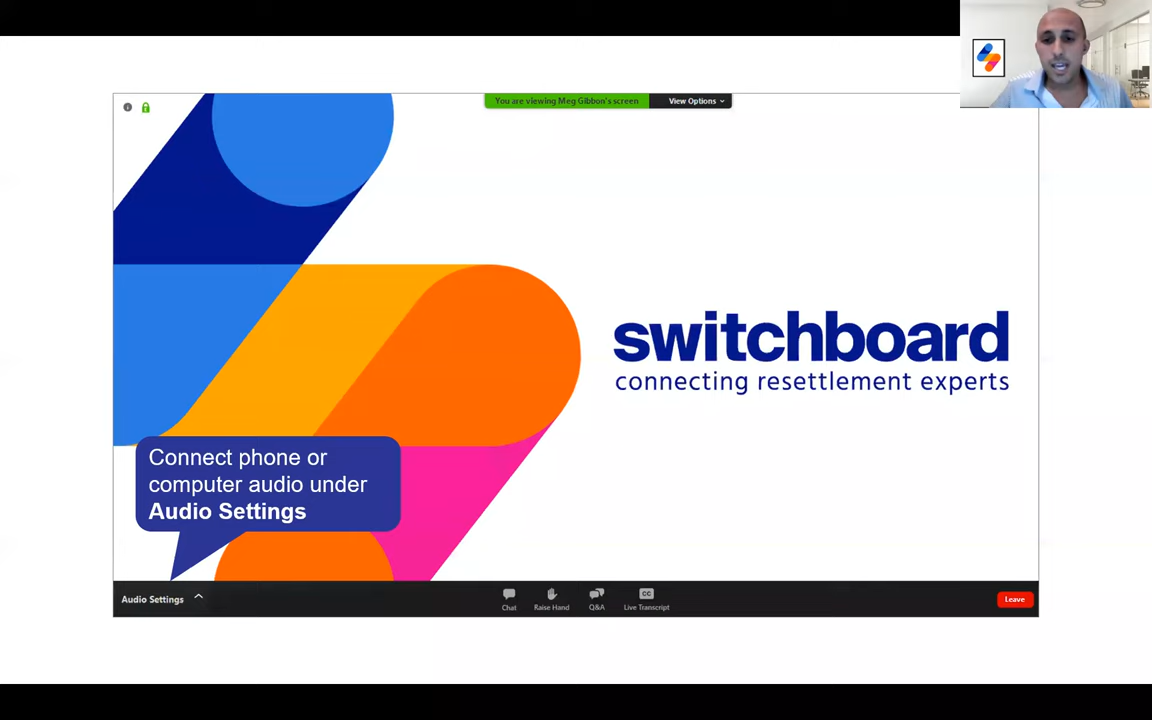 You are viewing Meg Gibbon's screen
View Options
switchboard
connecting resettlement experts
Connect phone or
computer audio under
Audio Settings
Audio Settings
Chat
Raise Hand
Q&A
CC
Live Transcript
Leave